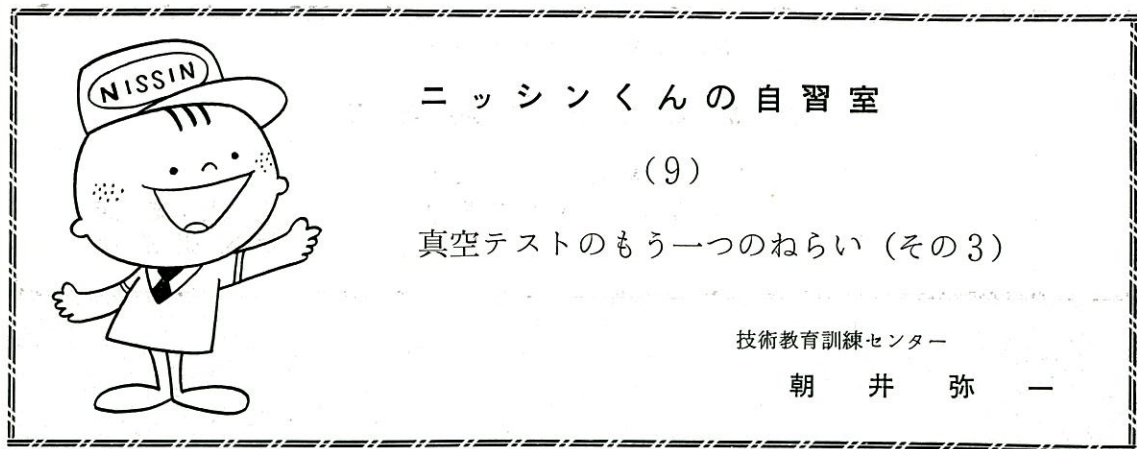 NISSIN
ニッシンくんの自習室
(9)
真空テストのもう一つのねらい (その3)
技術教育訓練センター
朝井弥一